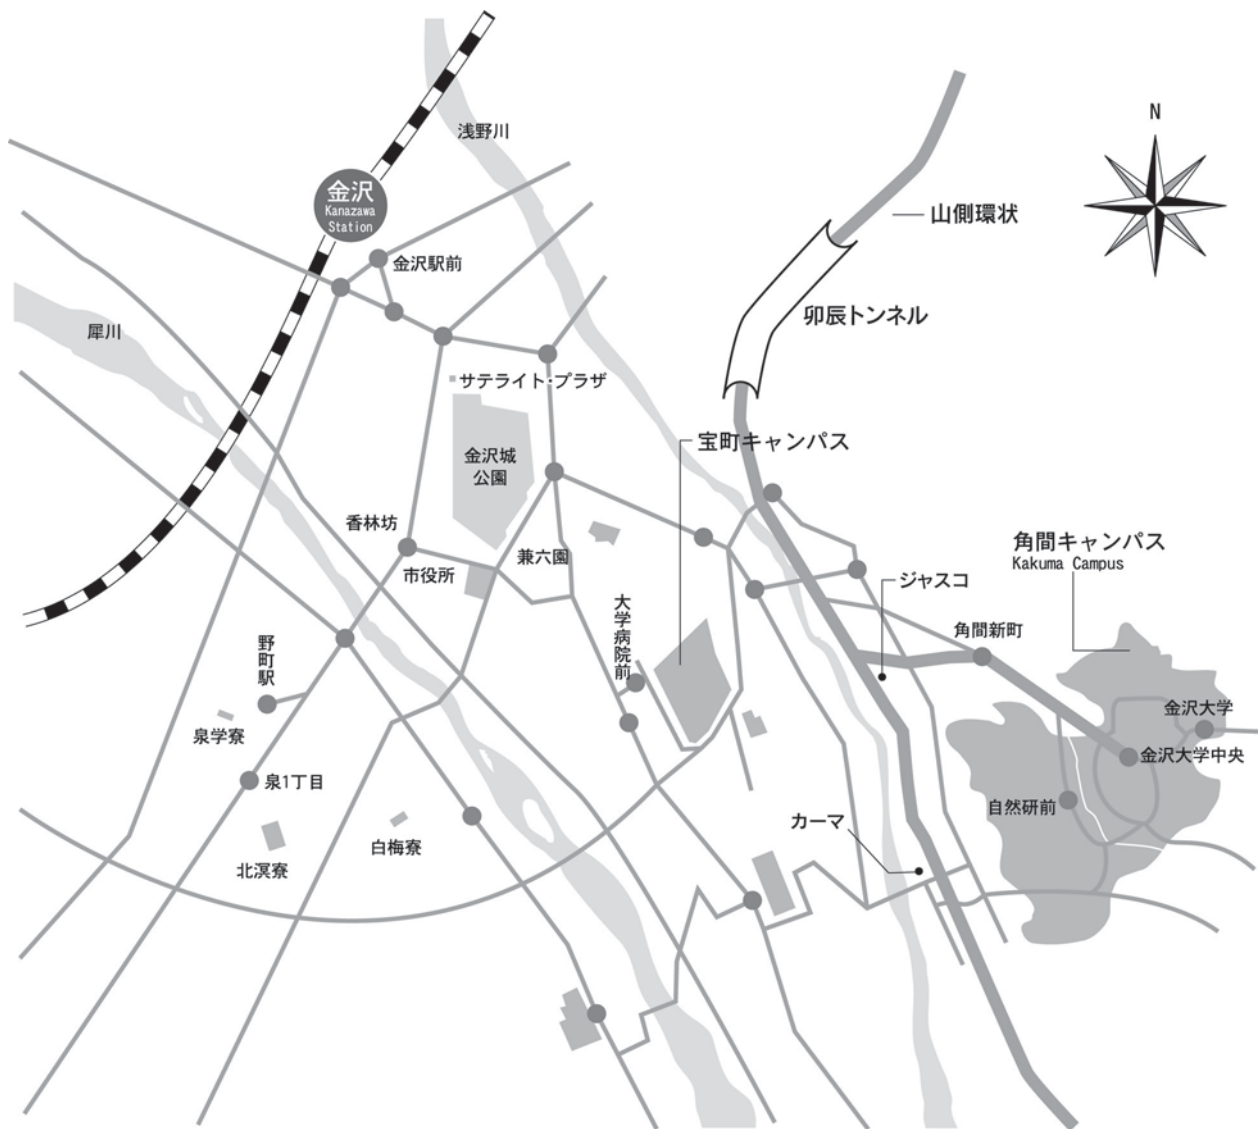 N
浅野川
金沢
Kanazawa
Station
山側環状
金沢駅前
卯辰トンネル
犀川
サテライト・プラザ
宝町キャンパス
金沢城
公園
香林坊
兼六園
市役所
角間キャンパス
Kakuma Campus
ジャスコ
大学病院前
角間新町
野町駅
金沢大学
泉学寮
金沢大学中央
泉1丁目
自然研前
カーマ
白梅寮
北溟寮